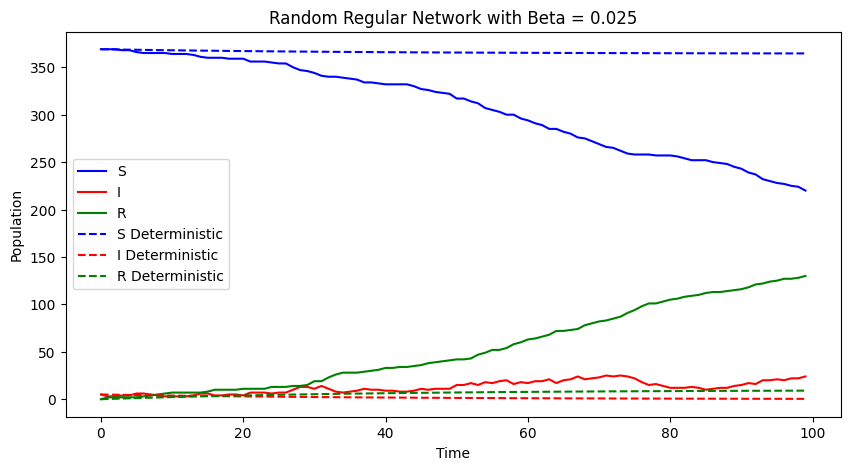 Random Regular Network with Beta = 0.025
Population
350
300
250
200
150
100
50
0
S
I
R
S Deterministic
I Deterministic
R Deterministic
0
20
40
60
80
100
Time